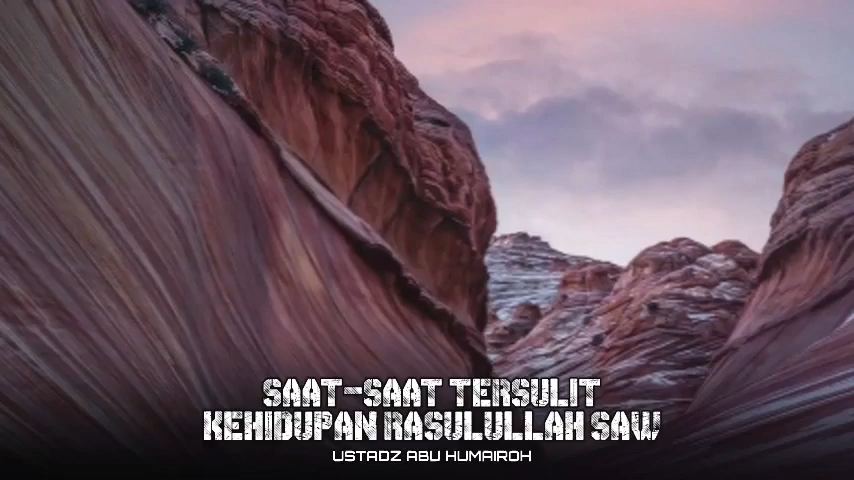 SAAT-SAAT TERSULIT
KEHIDUPAN RASULULLAH SAW
USTADZ ABU HUMAIROH